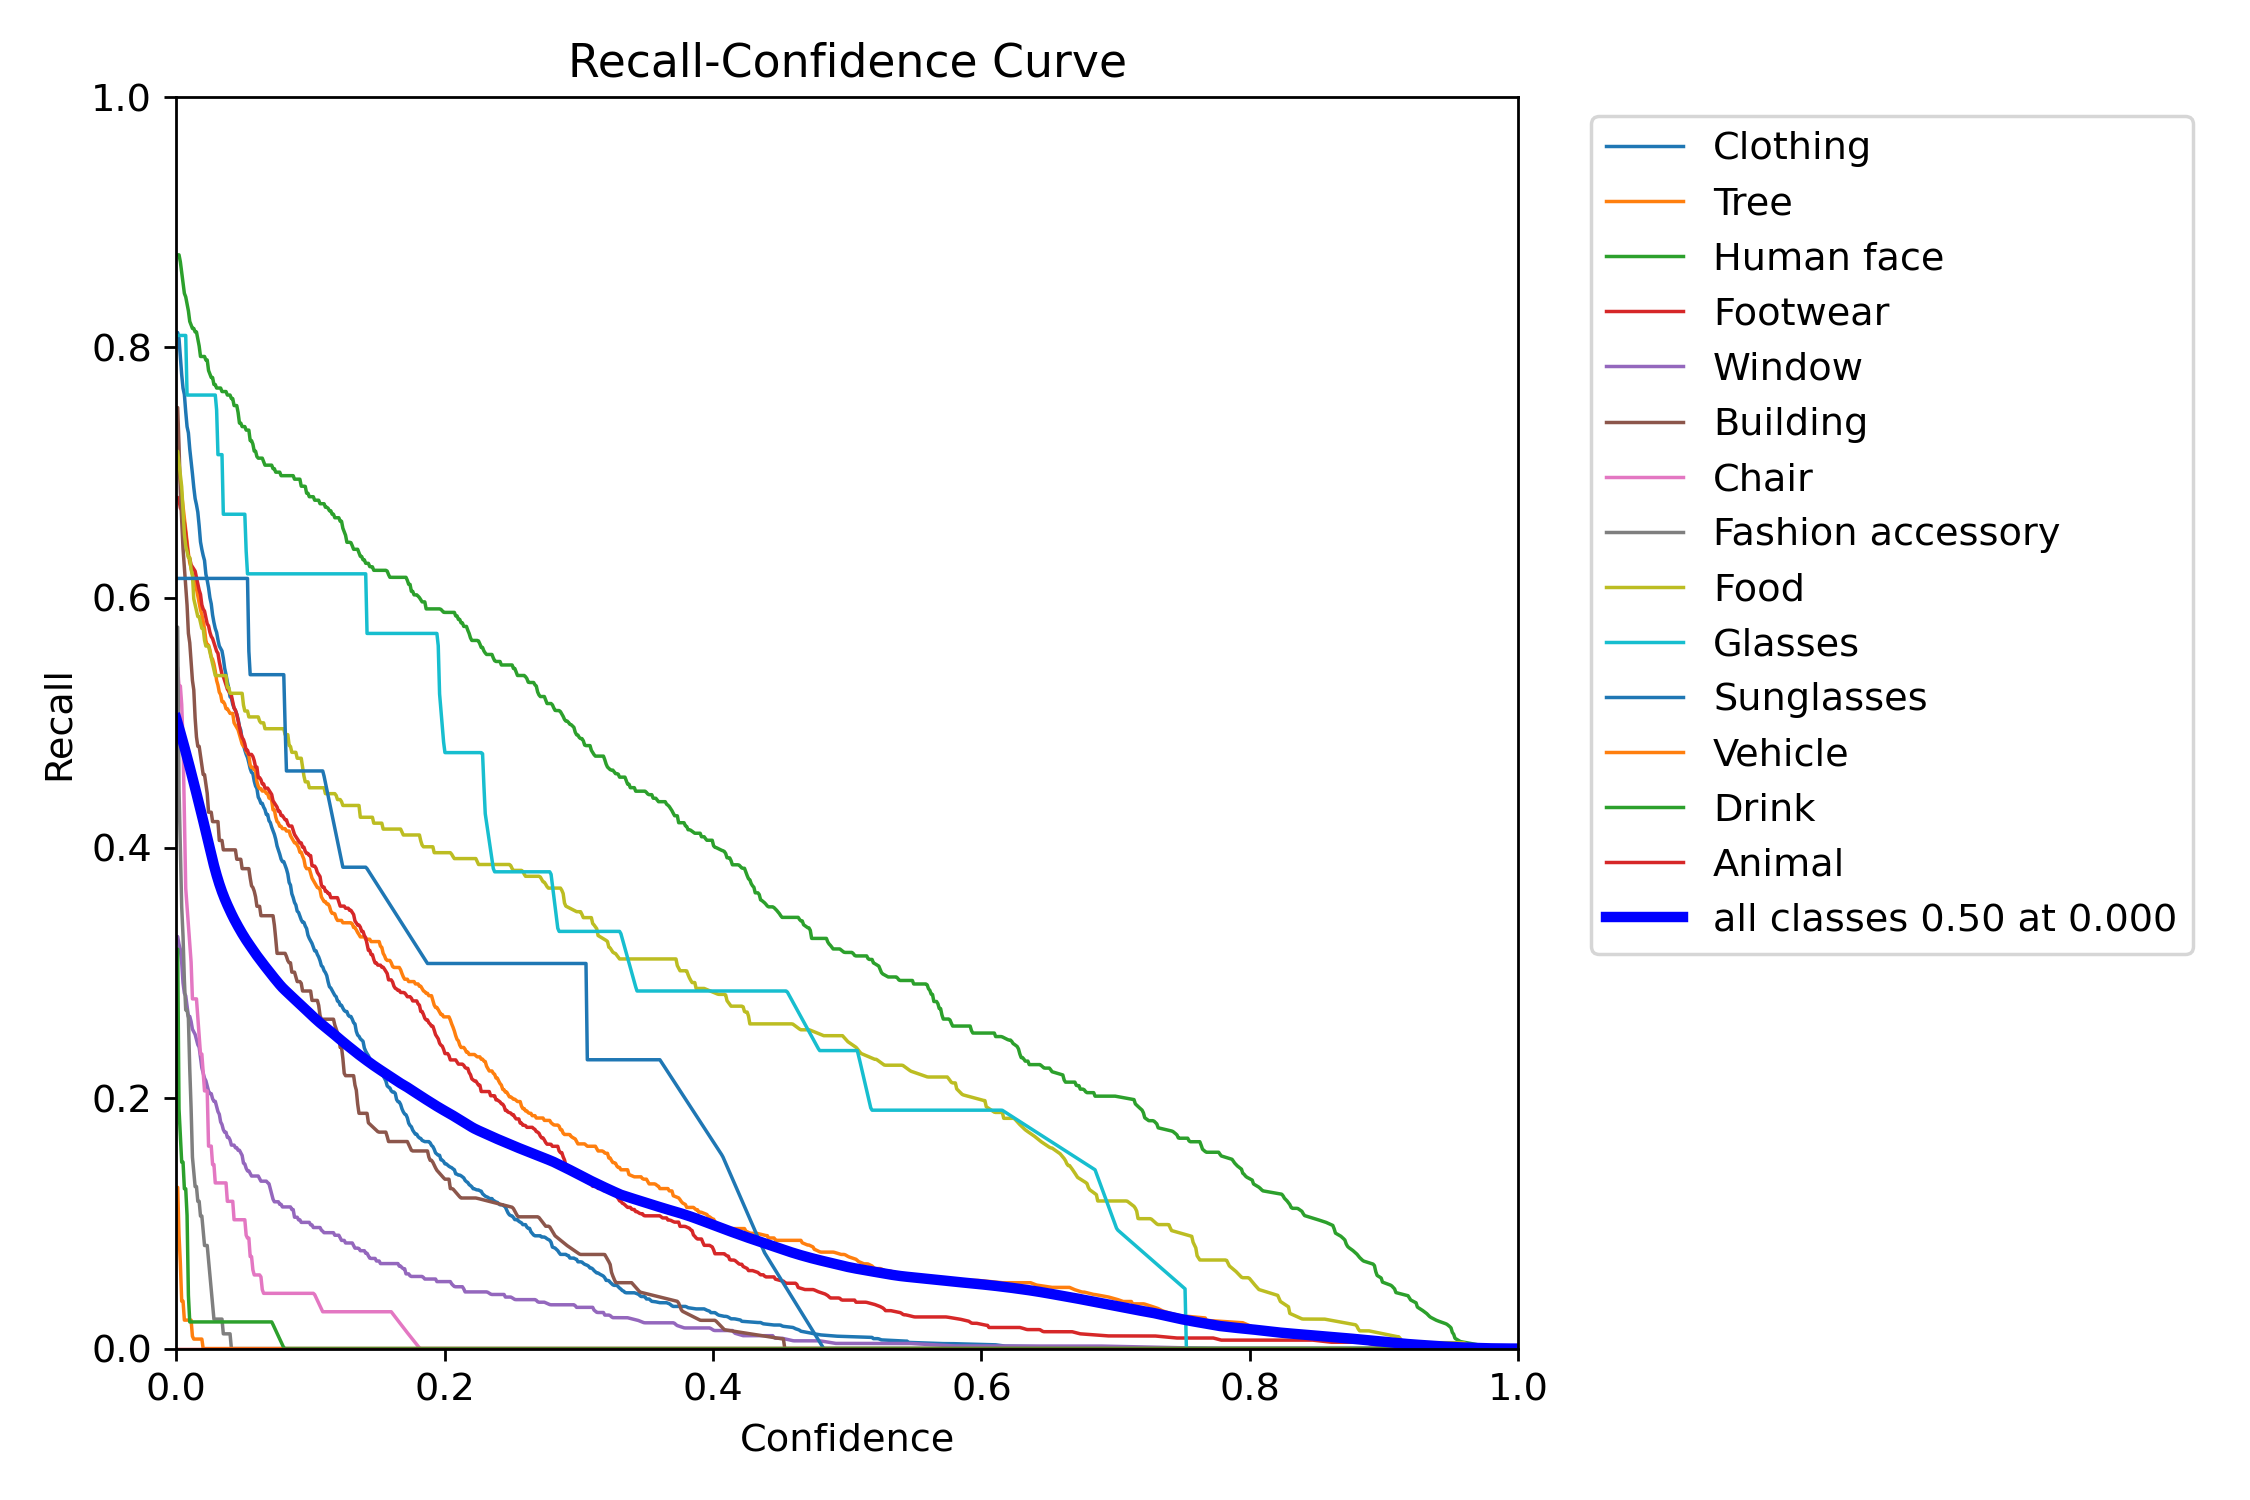 Recall-Confidence Curve
1.0
0.8
0.6
0.4
0.2
0.0
Recall
0.0 0.2 0.4 0.6 0.8 1.0
Confidence
Clothing
Tree
Human face
Footwear
Window
Building
Chair
Fashion accessory
Food
Glasses
Sunglasses
Vehicle
Drink
Animal
all classes 0.50 at 0.000